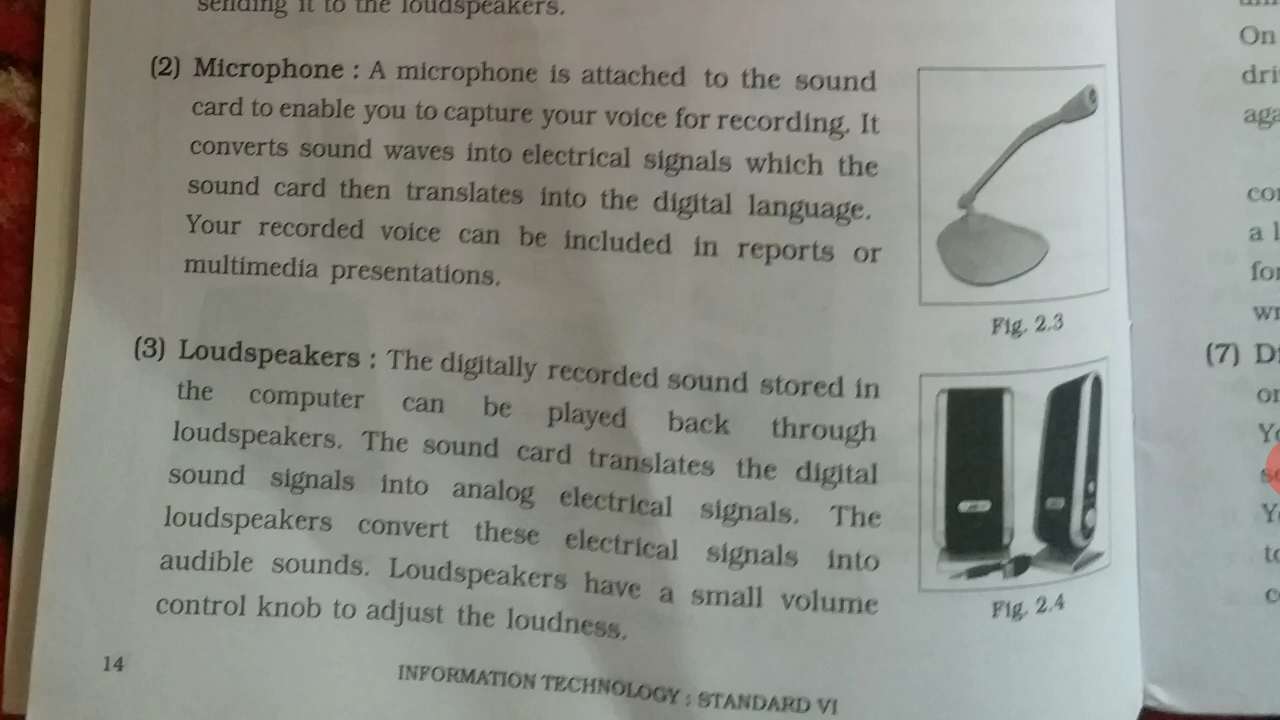 sending it to the loudspeakers.
(2) Microphone : A microphone is attached to the sound
card to enable you to capture your voice for recording. It
converts sound waves into electrical signals which the
sound card then translates into the digital language.
Your recorded voice can be included in reports or
multimedia presentations.
Fig. 2.3
(3) Loudspeakers : The digitally recorded sound stored in
the computer can be played back through
loudspeakers. The sound card translates the digital
sound signals into analog electrical signals. The
loudspeakers convert these electrical signals into
audible sounds. Loudspeakers have a small volume
control knob to adjust the loudness.
Fig. 2.4
14
INFORMATION TECHNOLOGY : STANDARD VI
On
a
(7)